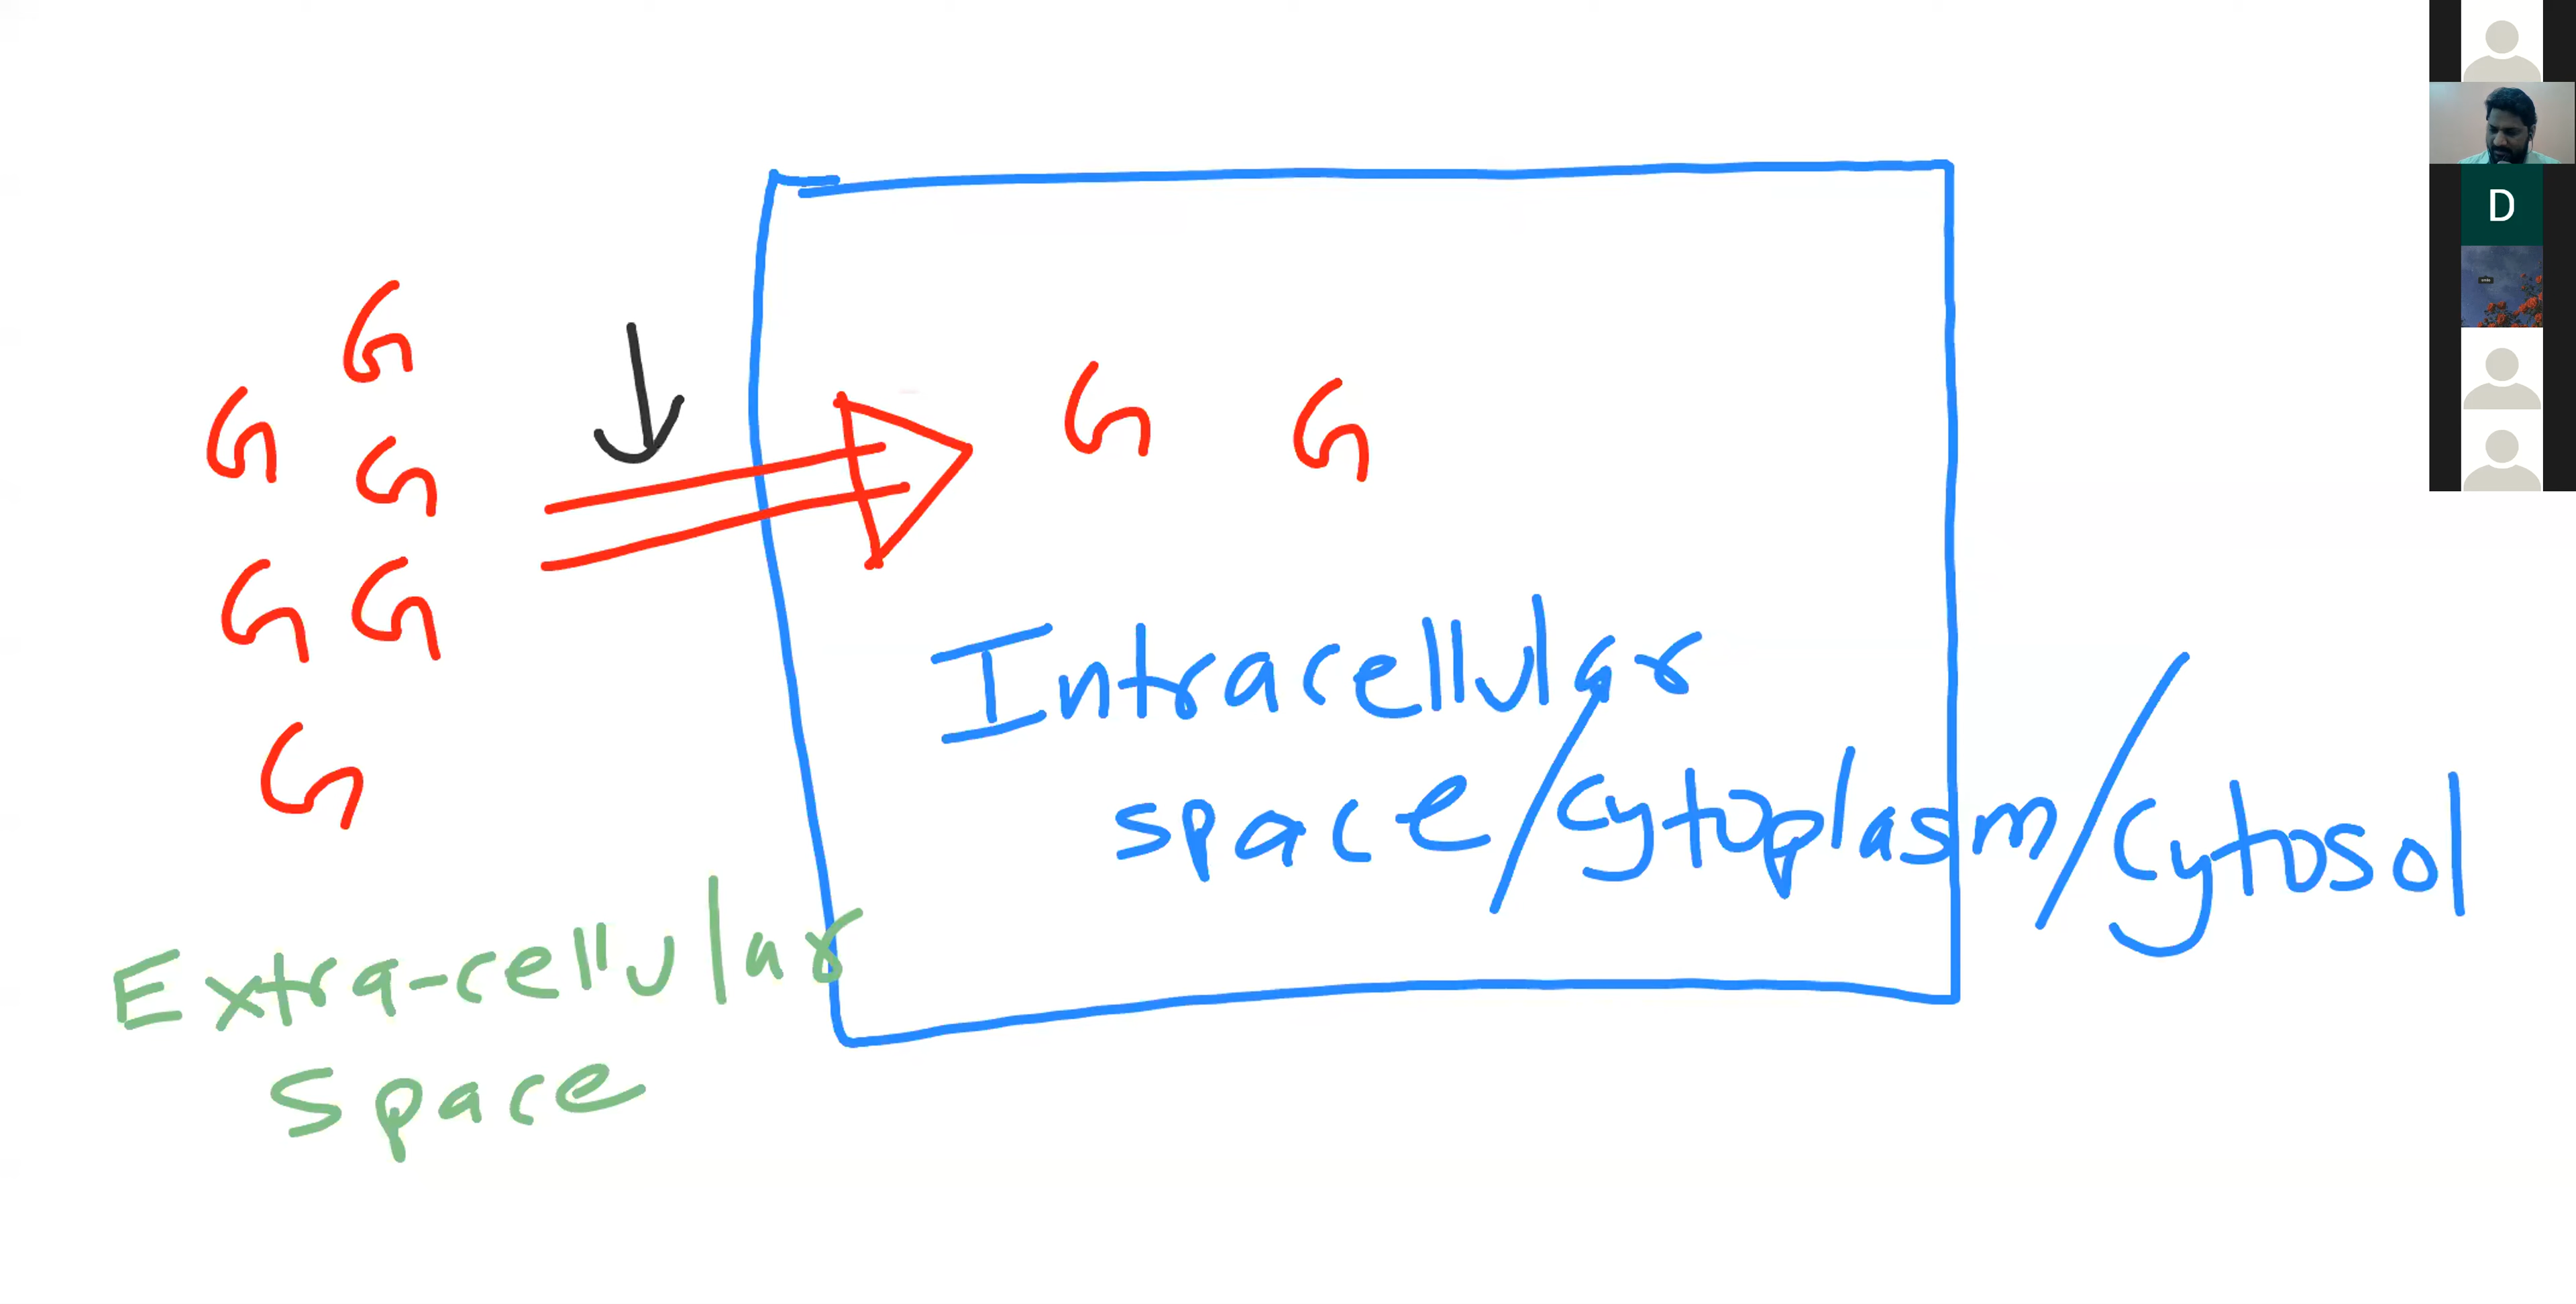 G
G
G
G G
G
G G
Intracellular
space/cytoplasm/cytosol
Extra-cellular
Space
D